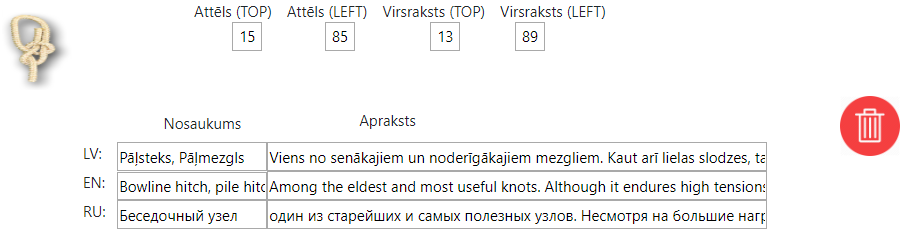 Attēls (TOP) Attēls (LEFT) Virsraksts (TOP) Virsraksts (LEFT)
15 85 13 89
Nosaukums Apraksts
LV: Pāļsteks, Pāļmezgls Viens no senākajiem un noderīgākajiem mezgliem. Kaut arī lielas slodzes, ta
EN: Bowline hitch, pile hitc Among the eldest and most useful knots. Although it endures high tensions
RU: Беседочный узел один из старейших и самых полезных узлов. Несмотря на большие нагр